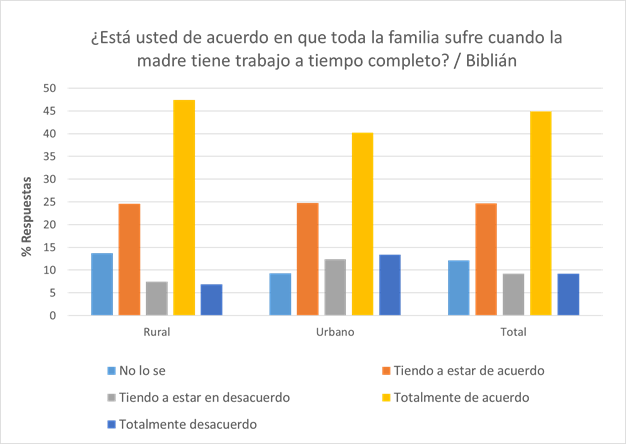 ¿Está usted de acuerdo en que toda la familia sufre cuando la
madre tiene trabajo a tiempo completo? / Biblián
% Respuestas
50
45
40
35
30
25
20
15
10
5
0
Rural
Urbano
Total
No lo se
Tiendo a estar de acuerdo
Tiendo a estar en desacuerdo
Totalmente de acuerdo
Totalmente desacuerdo